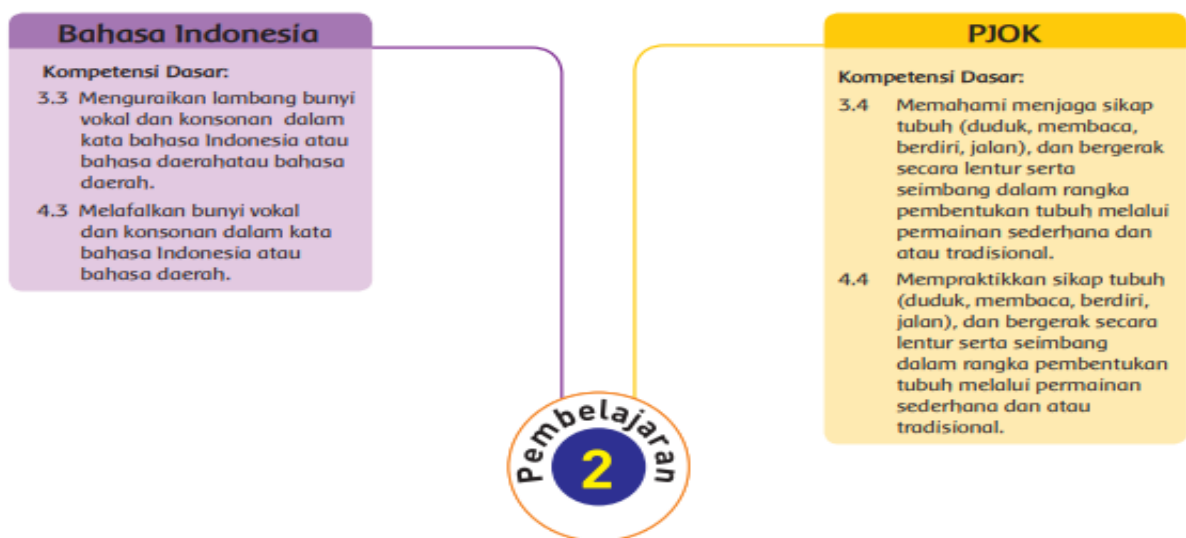 Bahasa Indonesia
Kompetensi Dasar:
3.3 Menguraikan lambang bunyi
vokal dan konsonan dalam
kata bahasa Indonesia atau
bahasa daerahatau bahasa
daerah.
4.3 Melafalkan bunyi vokal
dan konsonan dalam kata
bahasa Indonesia atau
bahasa daerah.
PJOK
Kompetensi Dasar:
3.4 Memahami menjaga sikap
tubuh (duduk, membaca,
berdiri, jalan), dan bergerak
secara lentur serta
seimbang dalam rangka
pembentukan tubuh melalui
permainan sederhana dan
atau tradisional.
4.4 Mempraktikkan sikap tubuh
(duduk, membaca, berdiri,
jalan), dan bergerak secara
lentur serta seimbang
dalam rangka pembentukan
tubuh melalui permainan
sederhana dan atau
tradisional.
Pembelajaran
2